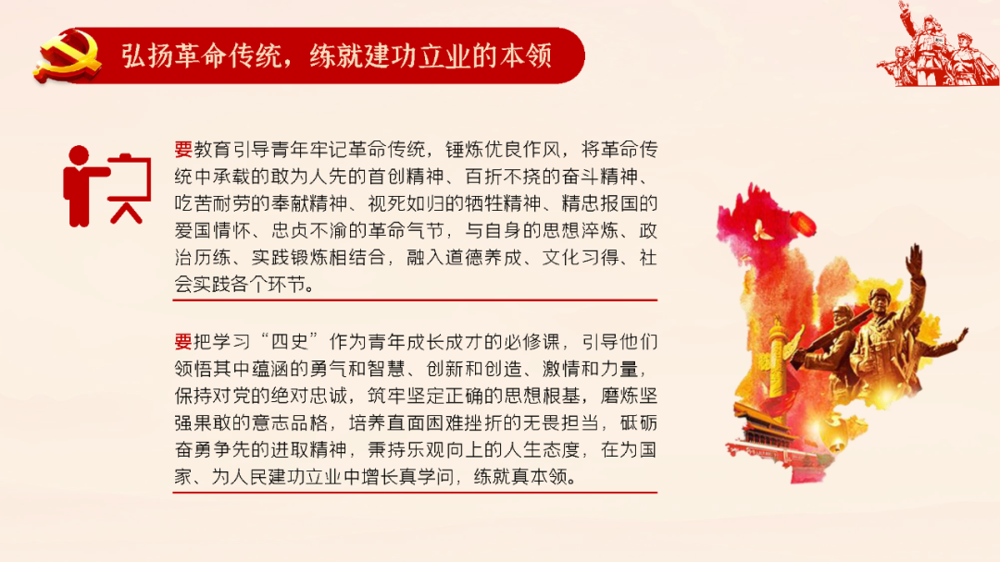 弘扬革命传统，练就建功立业的本领
要教育引导青年牢记革命传统，锤炼优良作风，将革命传
统中承载的敢为人先的首创精神、百折不挠的奋斗精神、
吃苦耐劳的奉献精神、视死如归的牺牲精神、精忠报国的
爱国情怀、忠贞不渝的革命气节，与自身的思想淬炼、政
治历练、实践锻炼相结合，融入道德养成、文化习得、社
会实践各个环节。
要把学习“四史”作为青年成长成才的必修课，引导他们
领悟其中蕴涵的勇气和智慧、创新和创造、激情和力量，
保持对党的绝对忠诚，筑牢坚定正确的思想根基，磨炼坚
强果敢的意志品格，培养直面困难挫折的无畏担当，砥砺
奋勇争先的进取精神，秉持乐观向上的人生态度，在为国
家、为人民建功立业中增长真学问，练就真本领。